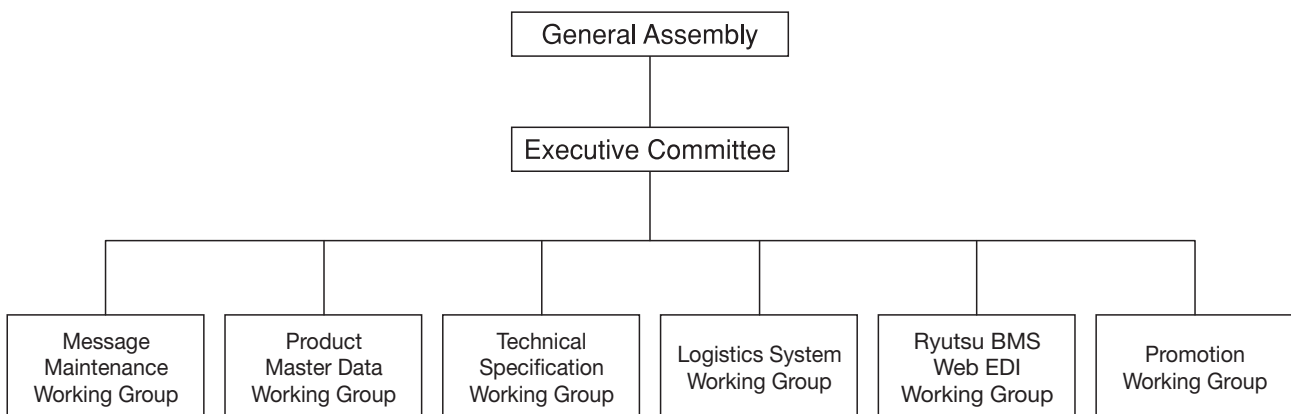 General Assembly
Executive Committee
Message
Maintenance
Working Group
Product
Master Data
Working Group
Technical
Specification
Working Group
Logistics System
Working Group
Ryutsu BMS
Web EDI
Working Group
Promotion
Working Group